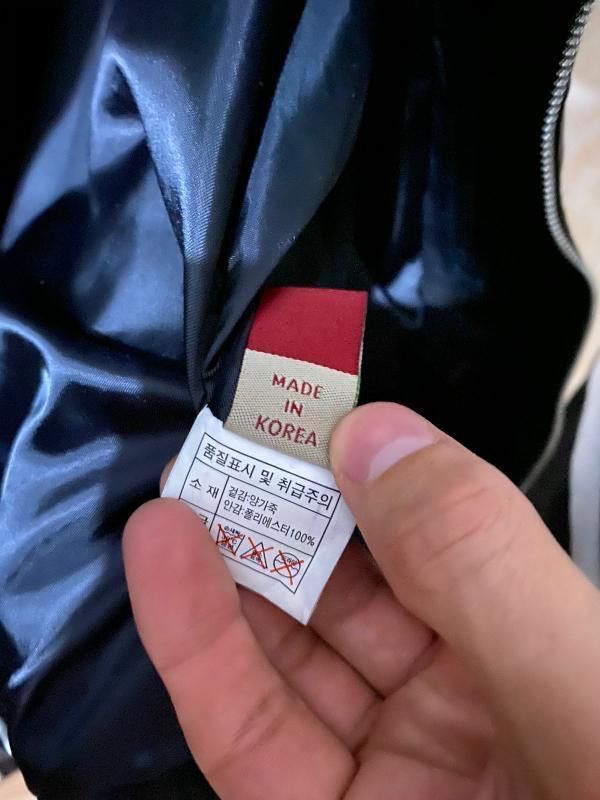 MADE
IN
KOREA
품질표시 및 취급주의
소 재
겉감:양가죽
안감:폴리에스터100%